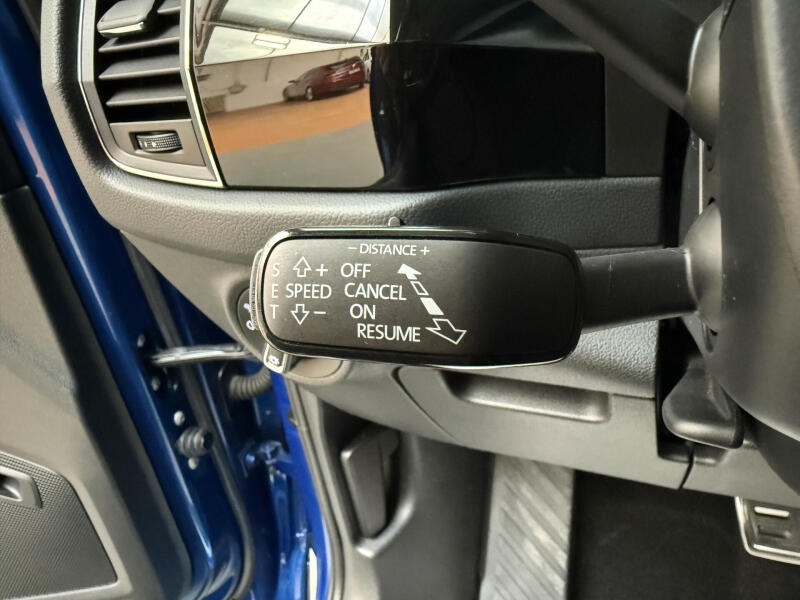 − DISTANCE +
S + OFF
E SPEED CANCEL
T − ON
RESUME